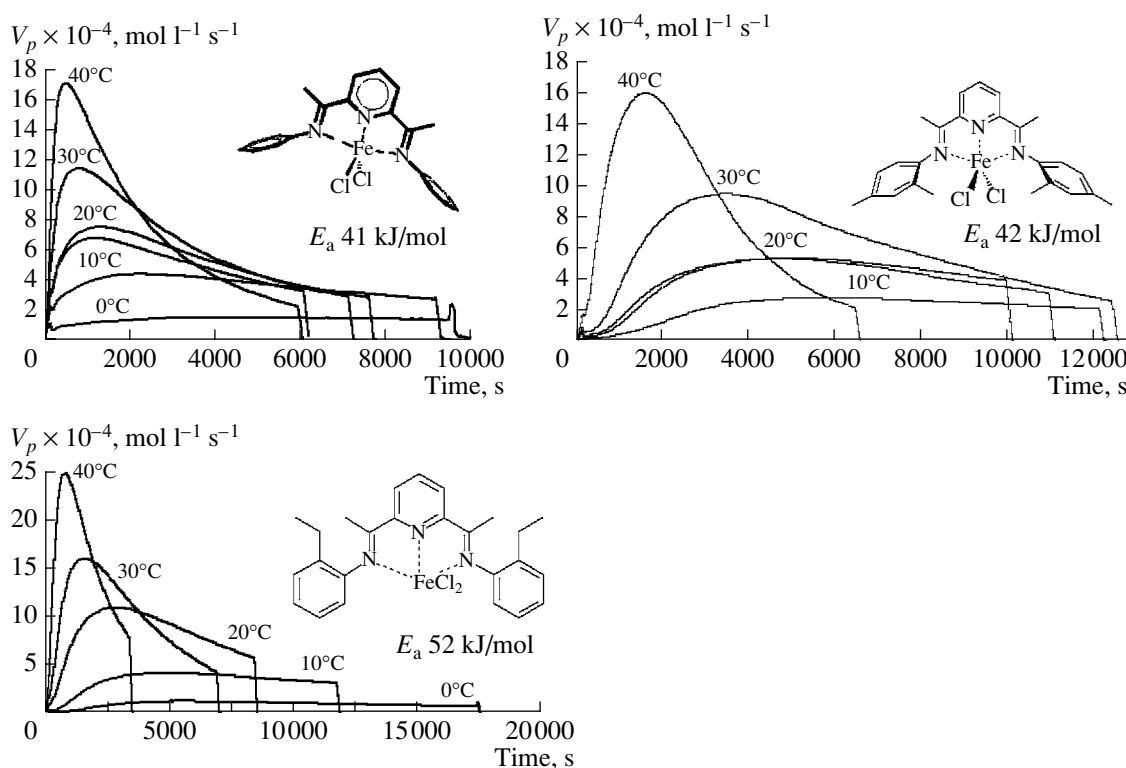 V_p × 10⁻⁴, mol l⁻¹ s⁻¹
18
16
14
12
10
8
6
4
2
0
2000
4000
6000
8000
10000
Time, s
40°C
30°C
20°C
10°C
0°C
N
N
N
Fe
Cl
Cl
E_a 41 kJ/mol
V_p × 10⁻⁴, mol l⁻¹ s⁻¹
18
16
14
12
10
8
6
4
2
0
2000
4000
6000
8000
10000
12000
Time, s
40°C
30°C
20°C
10°C
N
N
N
Fe
Cl
Cl
E_a 42 kJ/mol
V_p × 10⁻⁴, mol l⁻¹ s⁻¹
25
20
15
10
5
0
5000
10000
15000
20000
Time, s
40°C
30°C
20°C
10°C
0°C
N
N
N
FeCl₂
E_a 52 kJ/mol